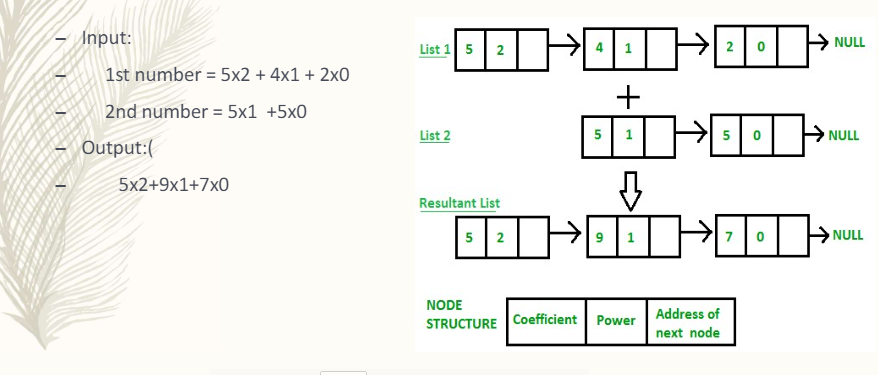 – Input:
– 1st number = 5x2 + 4x1 + 2x0
– 2nd number = 5x1 +5x0
– Output:(
– 5x2+9x1+7x0
List 1 5 2 4 1 2 0 NULL
+
List 2 5 1 5 0 NULL
Resultant List
5 2 9 1 7 0 NULL
NODE
STRUCTURE
Coefficient Power Address of
next node